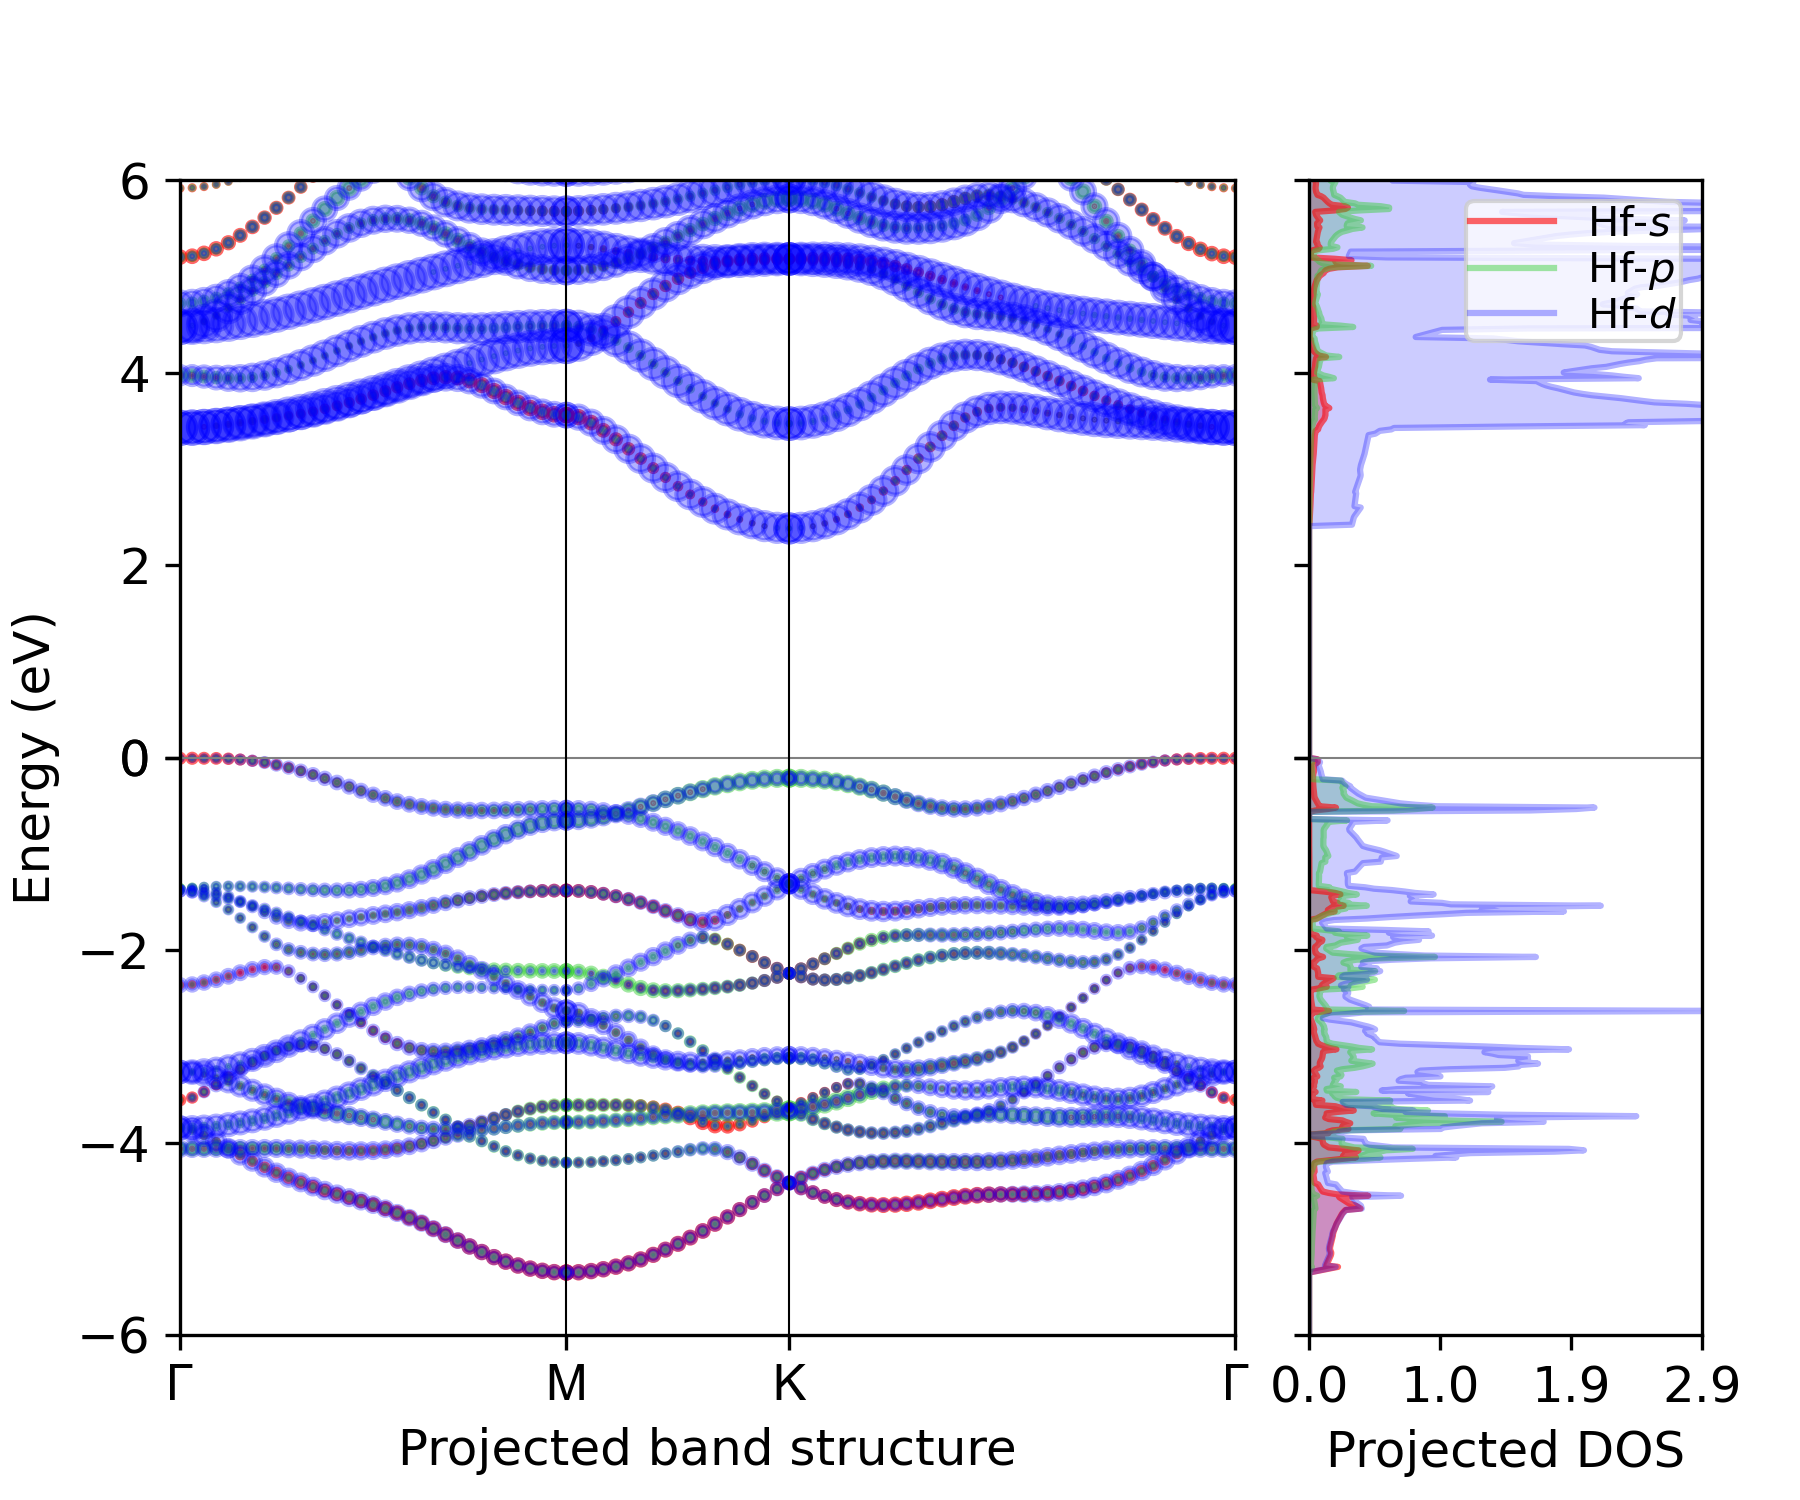 Energy (eV)
6
4
2
0
−2
−4
−6
Γ M K Γ
Projected band structure
Hf-s
Hf-p
Hf-d
0.0 1.0 1.9 2.9
Projected DOS